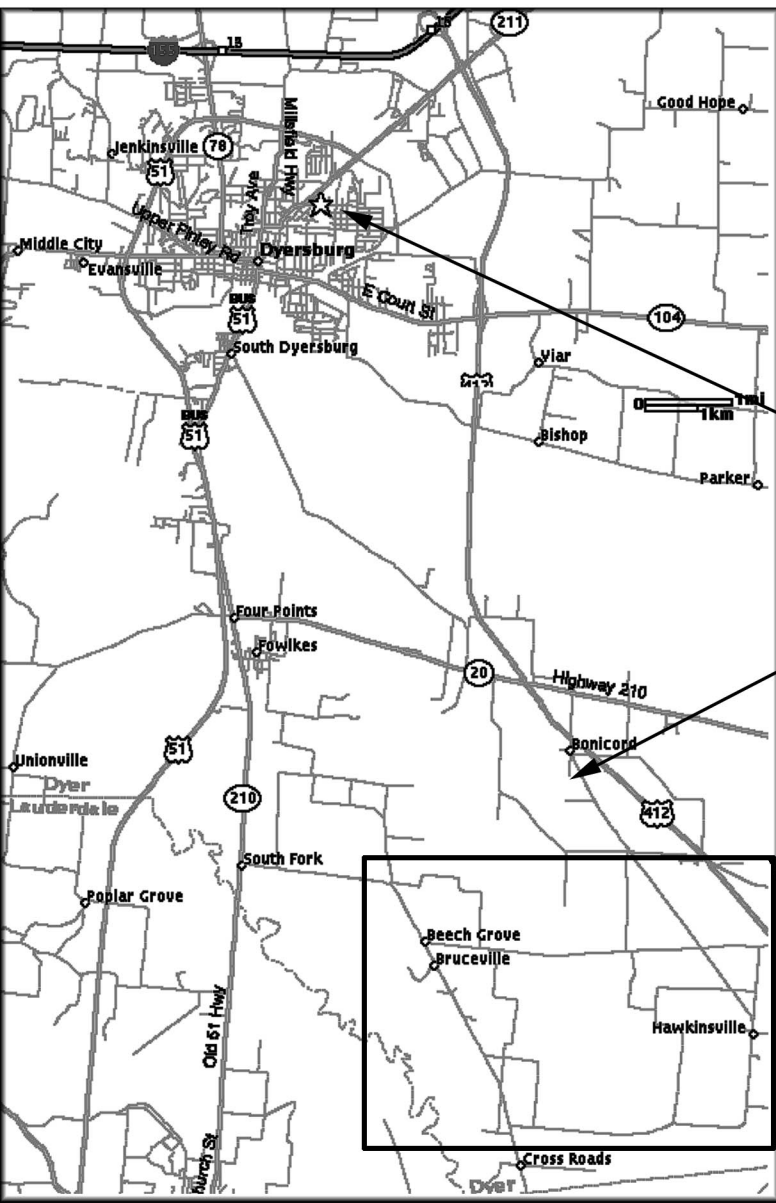 15
211
155
15
Good Hope
Millsfield Hwy
Jenkinsville
78
51
Troy Ave
Upper Finley Rd
Middle City
Dyersburg
Evansville
E Court St
BUS
51
104
South Dyersburg
Viar
412
0 1mi
1km
BUS
51
Bishop
Parker
Four Points
Fowlkes
20
Highway 210
51
Bonicord
Unionville
Dyer
Lauderdale
210
412
South Fork
Poplar Grove
Beech Grove
Bruceville
Old 51 Hwy
Hawkinsville
Cross Roads
Dyer